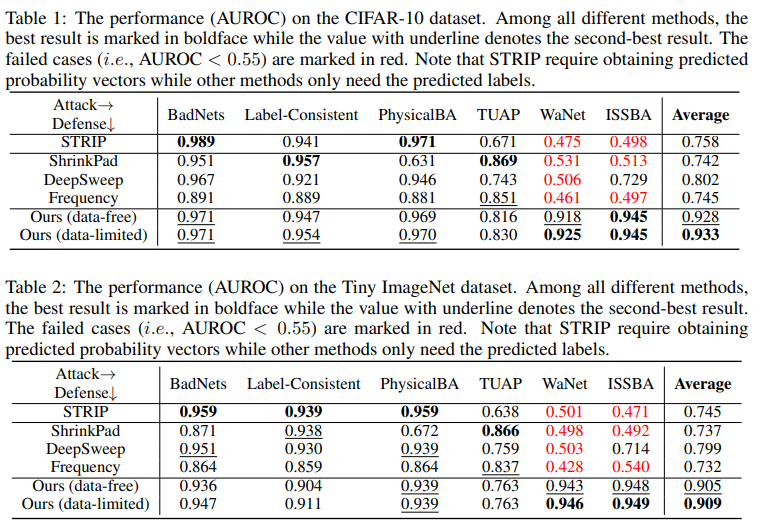 Table 1: The performance (AUROC) on the CIFAR-10 dataset. Among all different methods, the
best result is marked in boldface while the value with underline denotes the second-best result. The
failed cases (i.e., AUROC < 0.55) are marked in red. Note that STRIP require obtaining predicted
probability vectors while other methods only need the predicted labels.
Attack→
Defense↓ BadNets Label-Consistent PhysicalBA TUAP WaNet ISSBA Average
STRIP 0.989 0.941 0.971 0.671 0.475 0.498 0.758
ShrinkPad 0.951 0.957 0.631 0.869 0.531 0.513 0.742
DeepSweep 0.967 0.921 0.946 0.743 0.506 0.729 0.802
Frequency 0.891 0.889 0.881 0.851 0.461 0.497 0.745
Ours (data-free) 0.971 0.947 0.969 0.816 0.918 0.945 0.928
Ours (data-limited) 0.971 0.954 0.970 0.830 0.925 0.945 0.933
Table 2: The performance (AUROC) on the Tiny ImageNet dataset. Among all different methods,
the best result is marked in boldface while the value with underline denotes the second-best result.
The failed cases (i.e., AUROC < 0.55) are marked in red. Note that STRIP require obtaining
predicted probability vectors while other methods only need the predicted labels.
Attack→
Defense↓ BadNets Label-Consistent PhysicalBA TUAP WaNet ISSBA Average
STRIP 0.959 0.939 0.959 0.638 0.501 0.471 0.745
ShrinkPad 0.871 0.938 0.672 0.866 0.498 0.492 0.737
DeepSweep 0.951 0.930 0.939 0.759 0.503 0.714 0.799
Frequency 0.864 0.859 0.864 0.837 0.428 0.540 0.732
Ours (data-free) 0.936 0.904 0.939 0.763 0.943 0.948 0.905
Ours (data-limited) 0.947 0.911 0.939 0.763 0.946 0.949 0.909